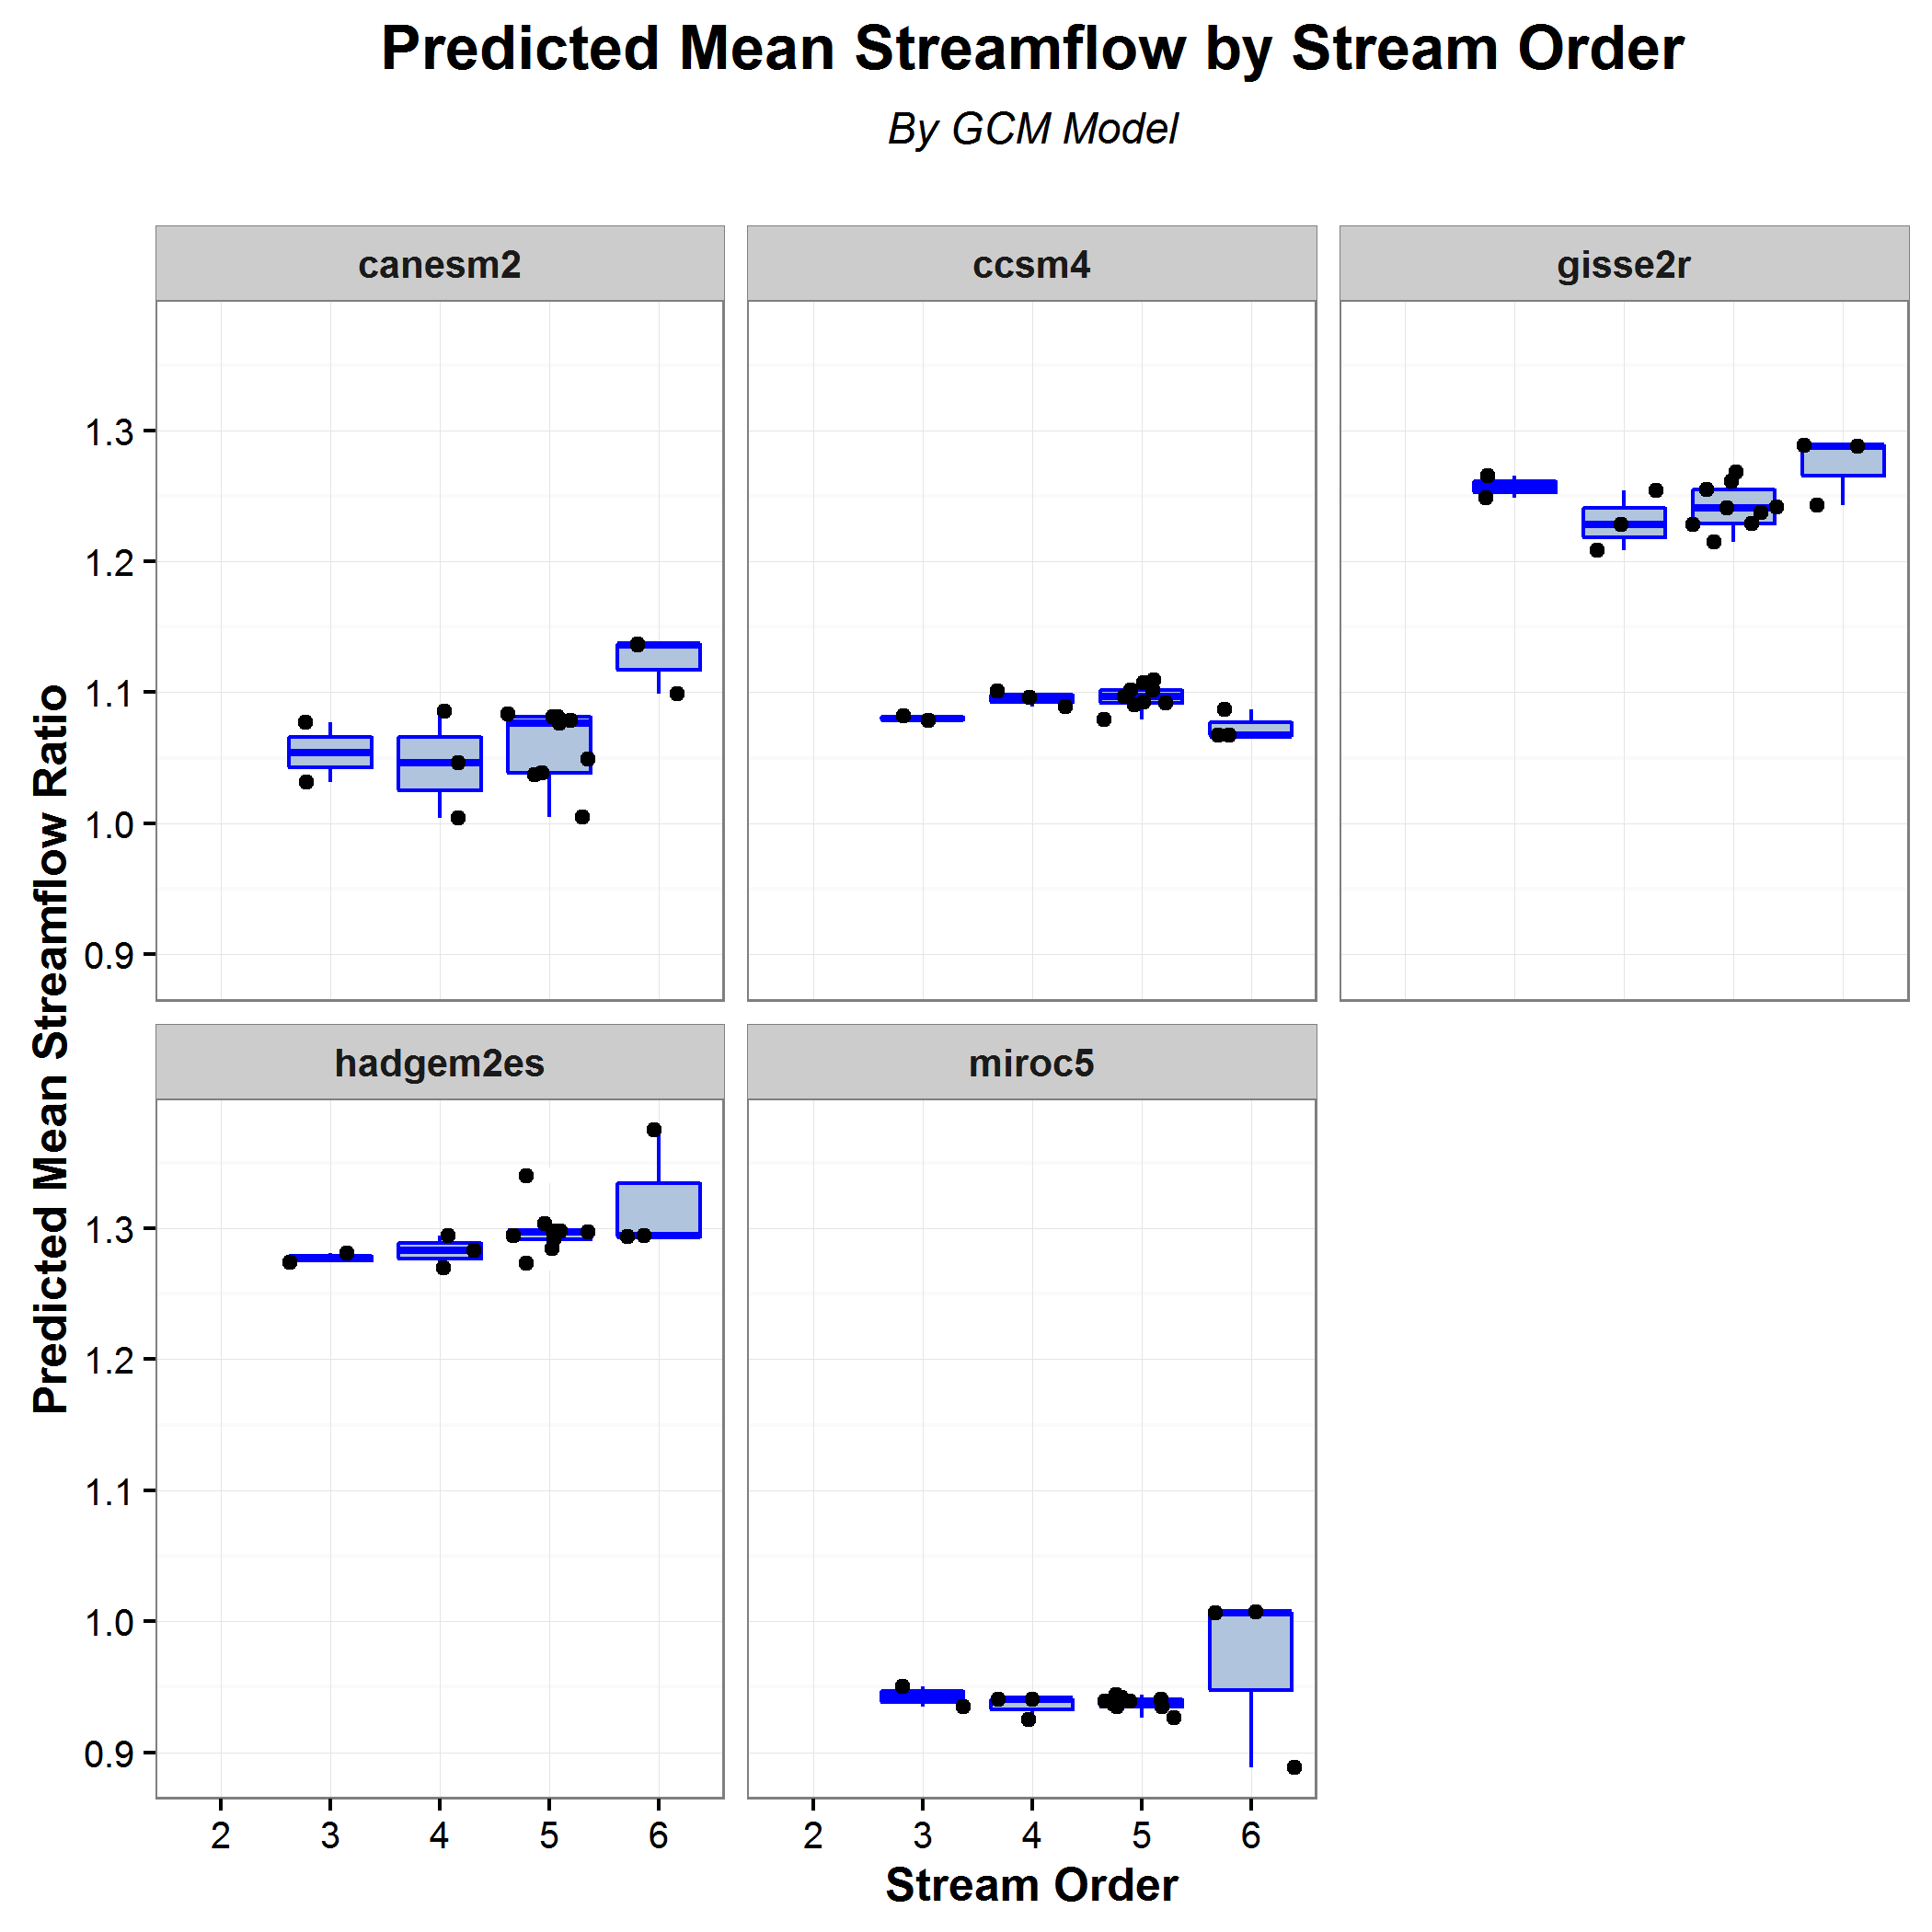 Predicted Mean Streamflow by Stream Order
By GCM Model
canesm2
ccsm4
gisse2r
1.3
1.2
1.1
1.0
0.9
hadgem2es
miroc5
1.3
1.2
1.1
1.0
0.9
Predicted Mean Streamflow Ratio
2 3 4 5 6
2 3 4 5 6
Stream Order